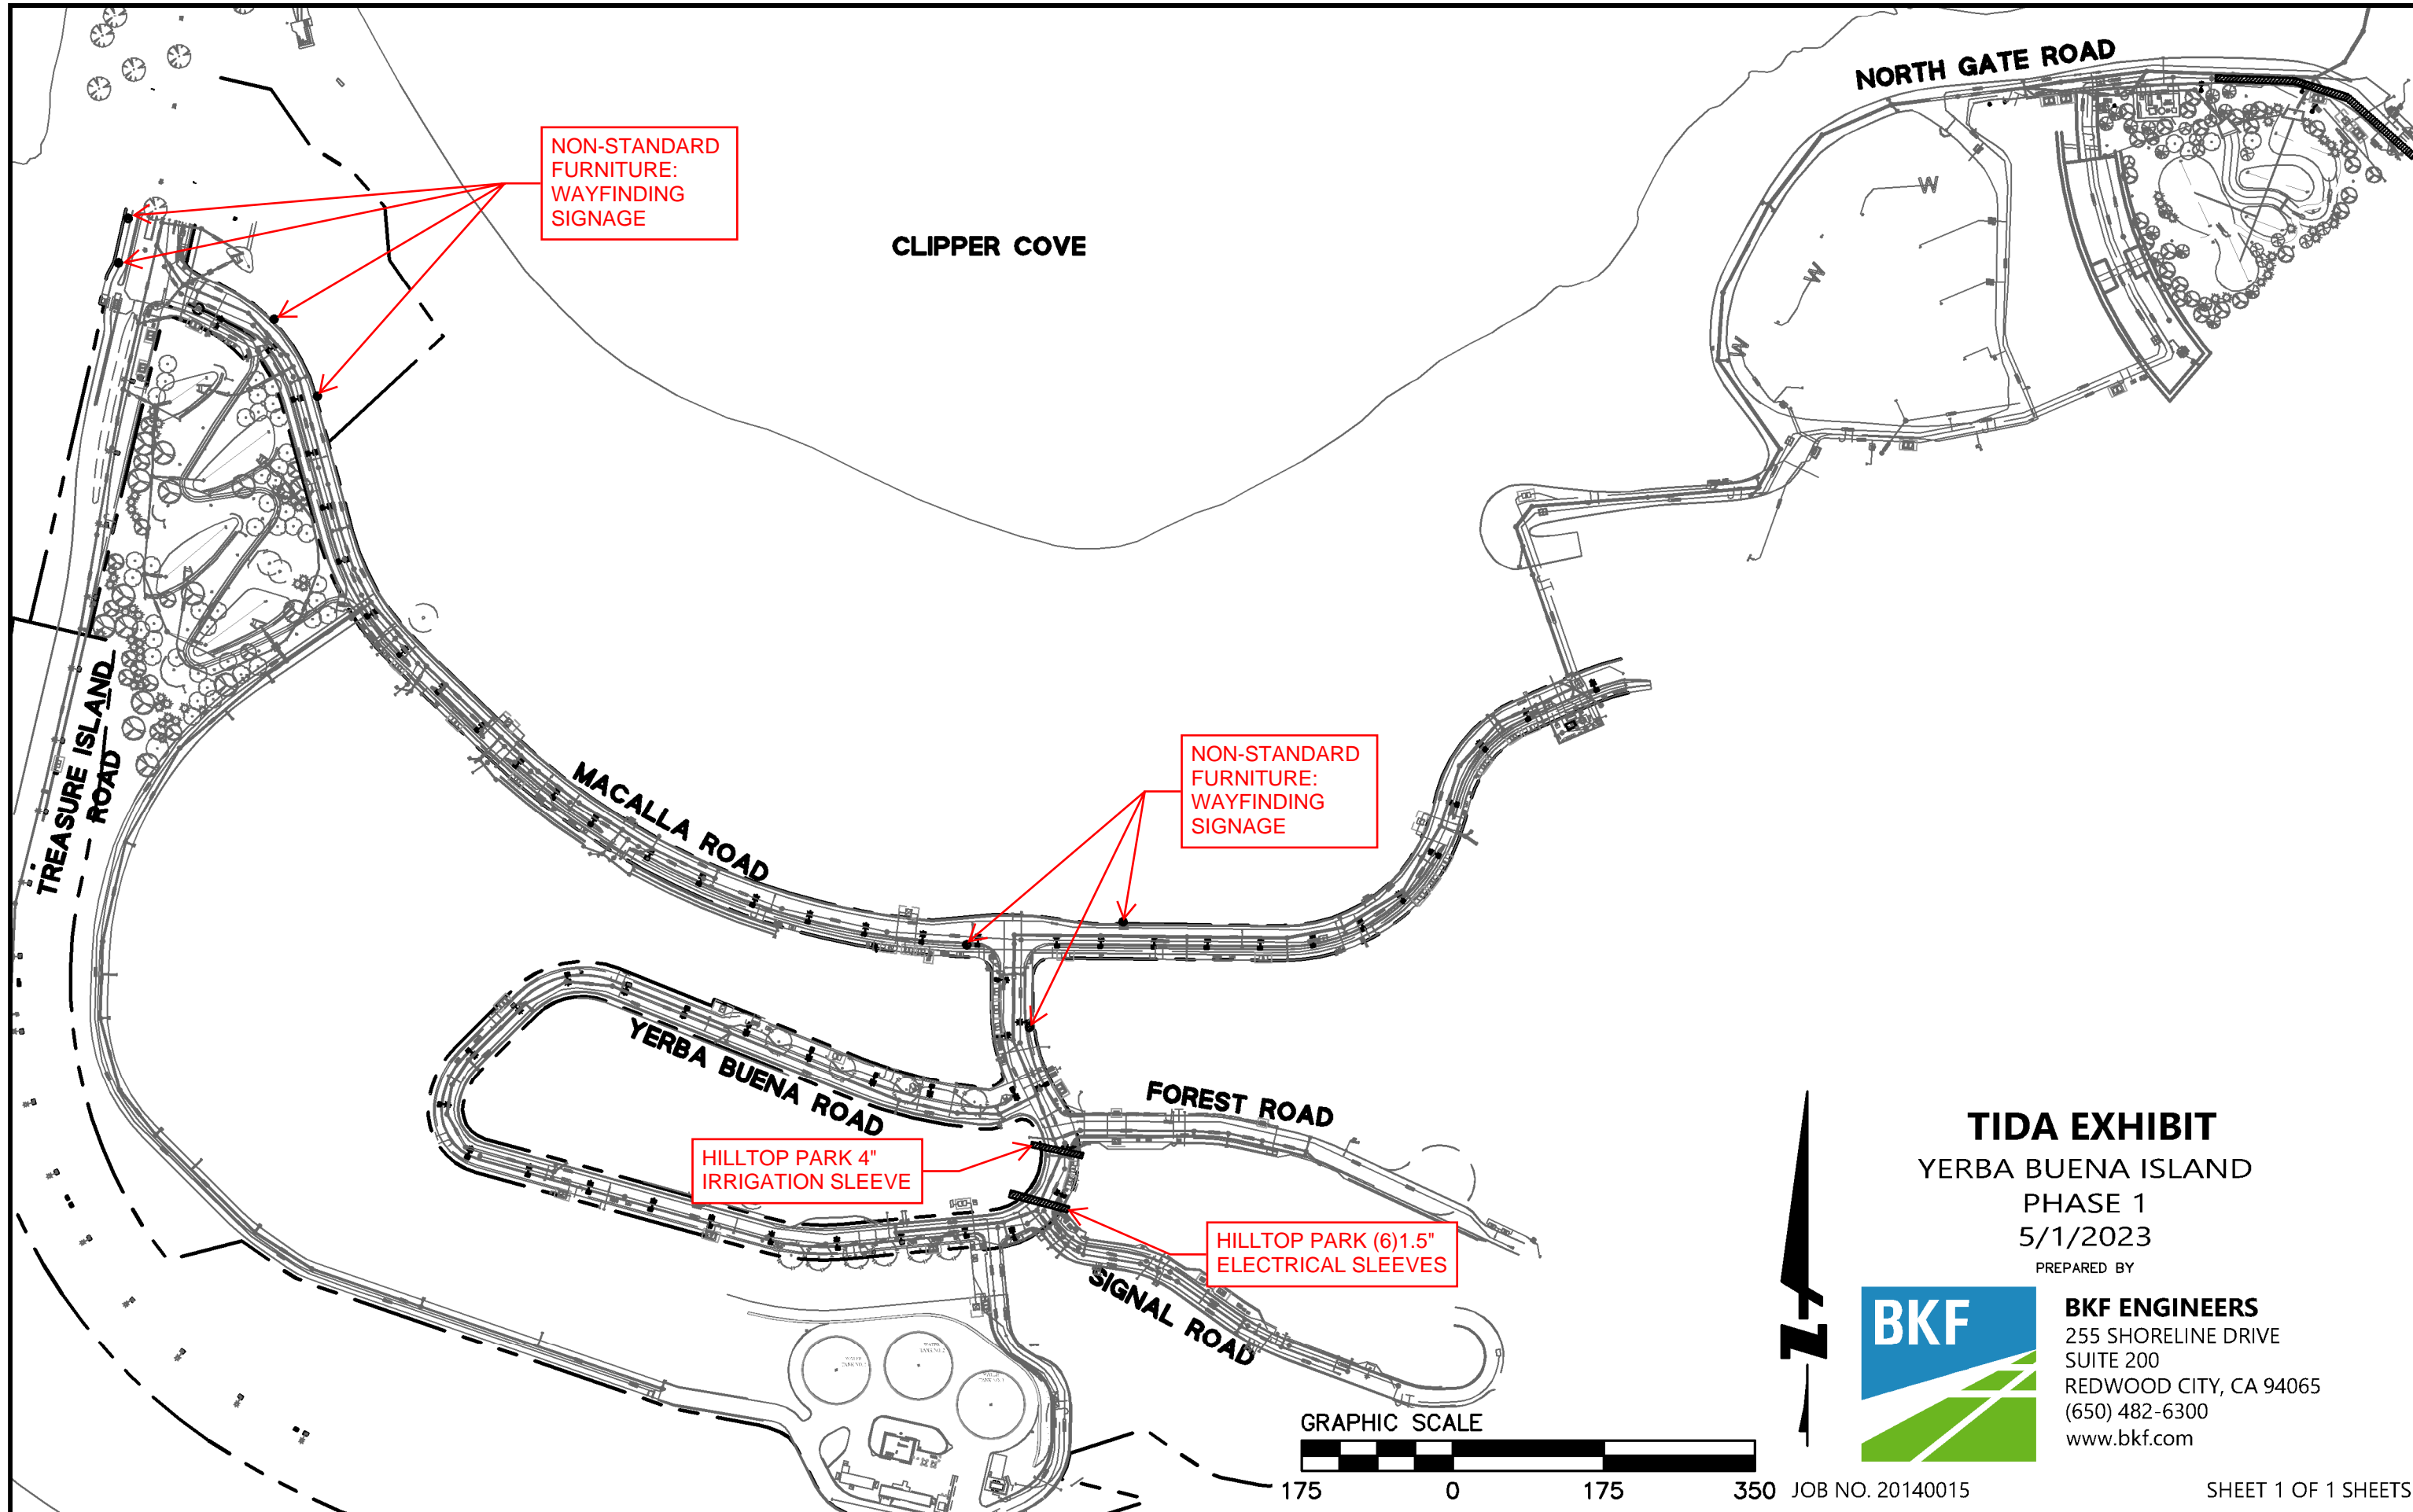 NORTH GATE ROAD
NON-STANDARD
FURNITURE:
WAYFINDING
SIGNAGE
CLIPPER COVE
W
W
W
TREASURE ISLAND
ROAD
MACALLA ROAD
NON-STANDARD
FURNITURE:
WAYFINDING
SIGNAGE
YERBA BUENA ROAD
FOREST ROAD
HILLTOP PARK 4"
IRRIGATION SLEEVE
HILLTOP PARK (6)1.5"
ELECTRICAL SLEEVES
SIGNAL ROAD
TIDA EXHIBIT
YERBA BUENA ISLAND
PHASE 1
5/1/2023
PREPARED BY
BKF
BKF ENGINEERS
255 SHORELINE DRIVE
SUITE 200
REDWOOD CITY, CA 94065
(650) 482-6300
www.bkf.com
GRAPHIC SCALE
175 0 175 350
JOB NO. 20140015
SHEET 1 OF 1 SHEETS